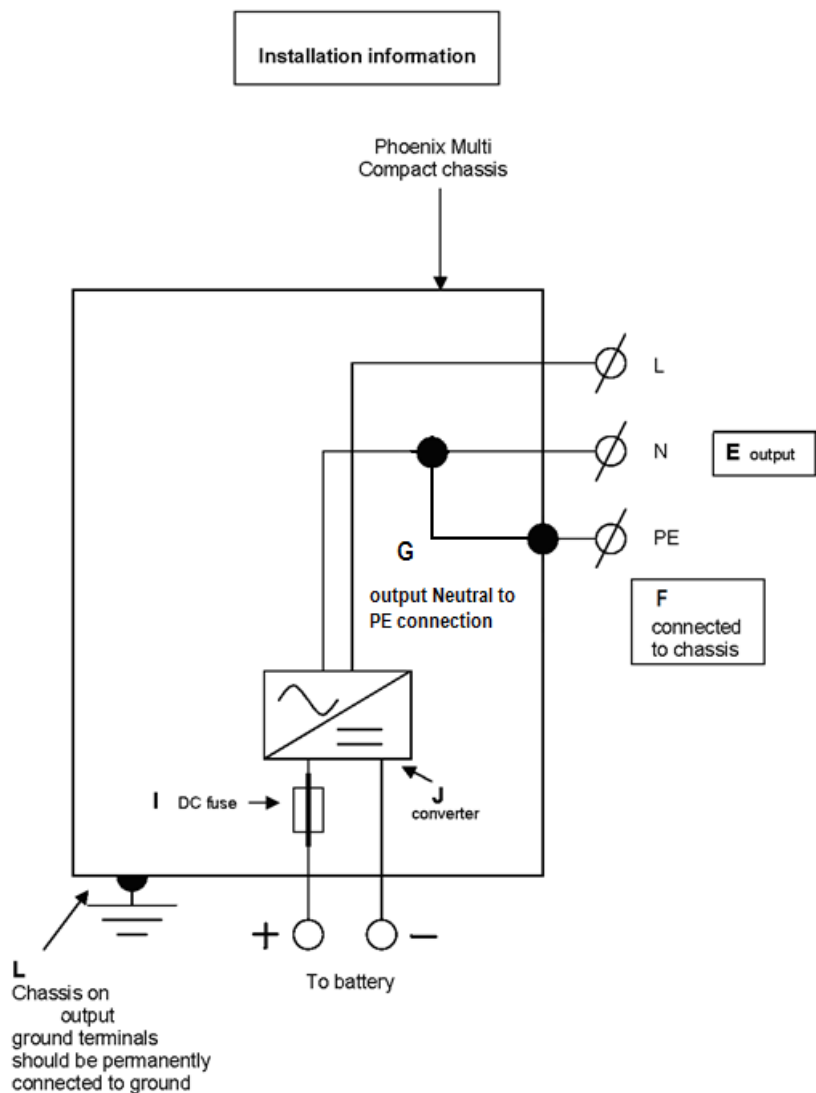 Installation information
Phoenix Multi
Compact chassis
L
N
E output
PE
G
output Neutral to
PE connection
F
connected
to chassis
I DC fuse
J
converter
+
−
To battery
L
Chassis on
output
ground terminals
should be permanently
connected to ground